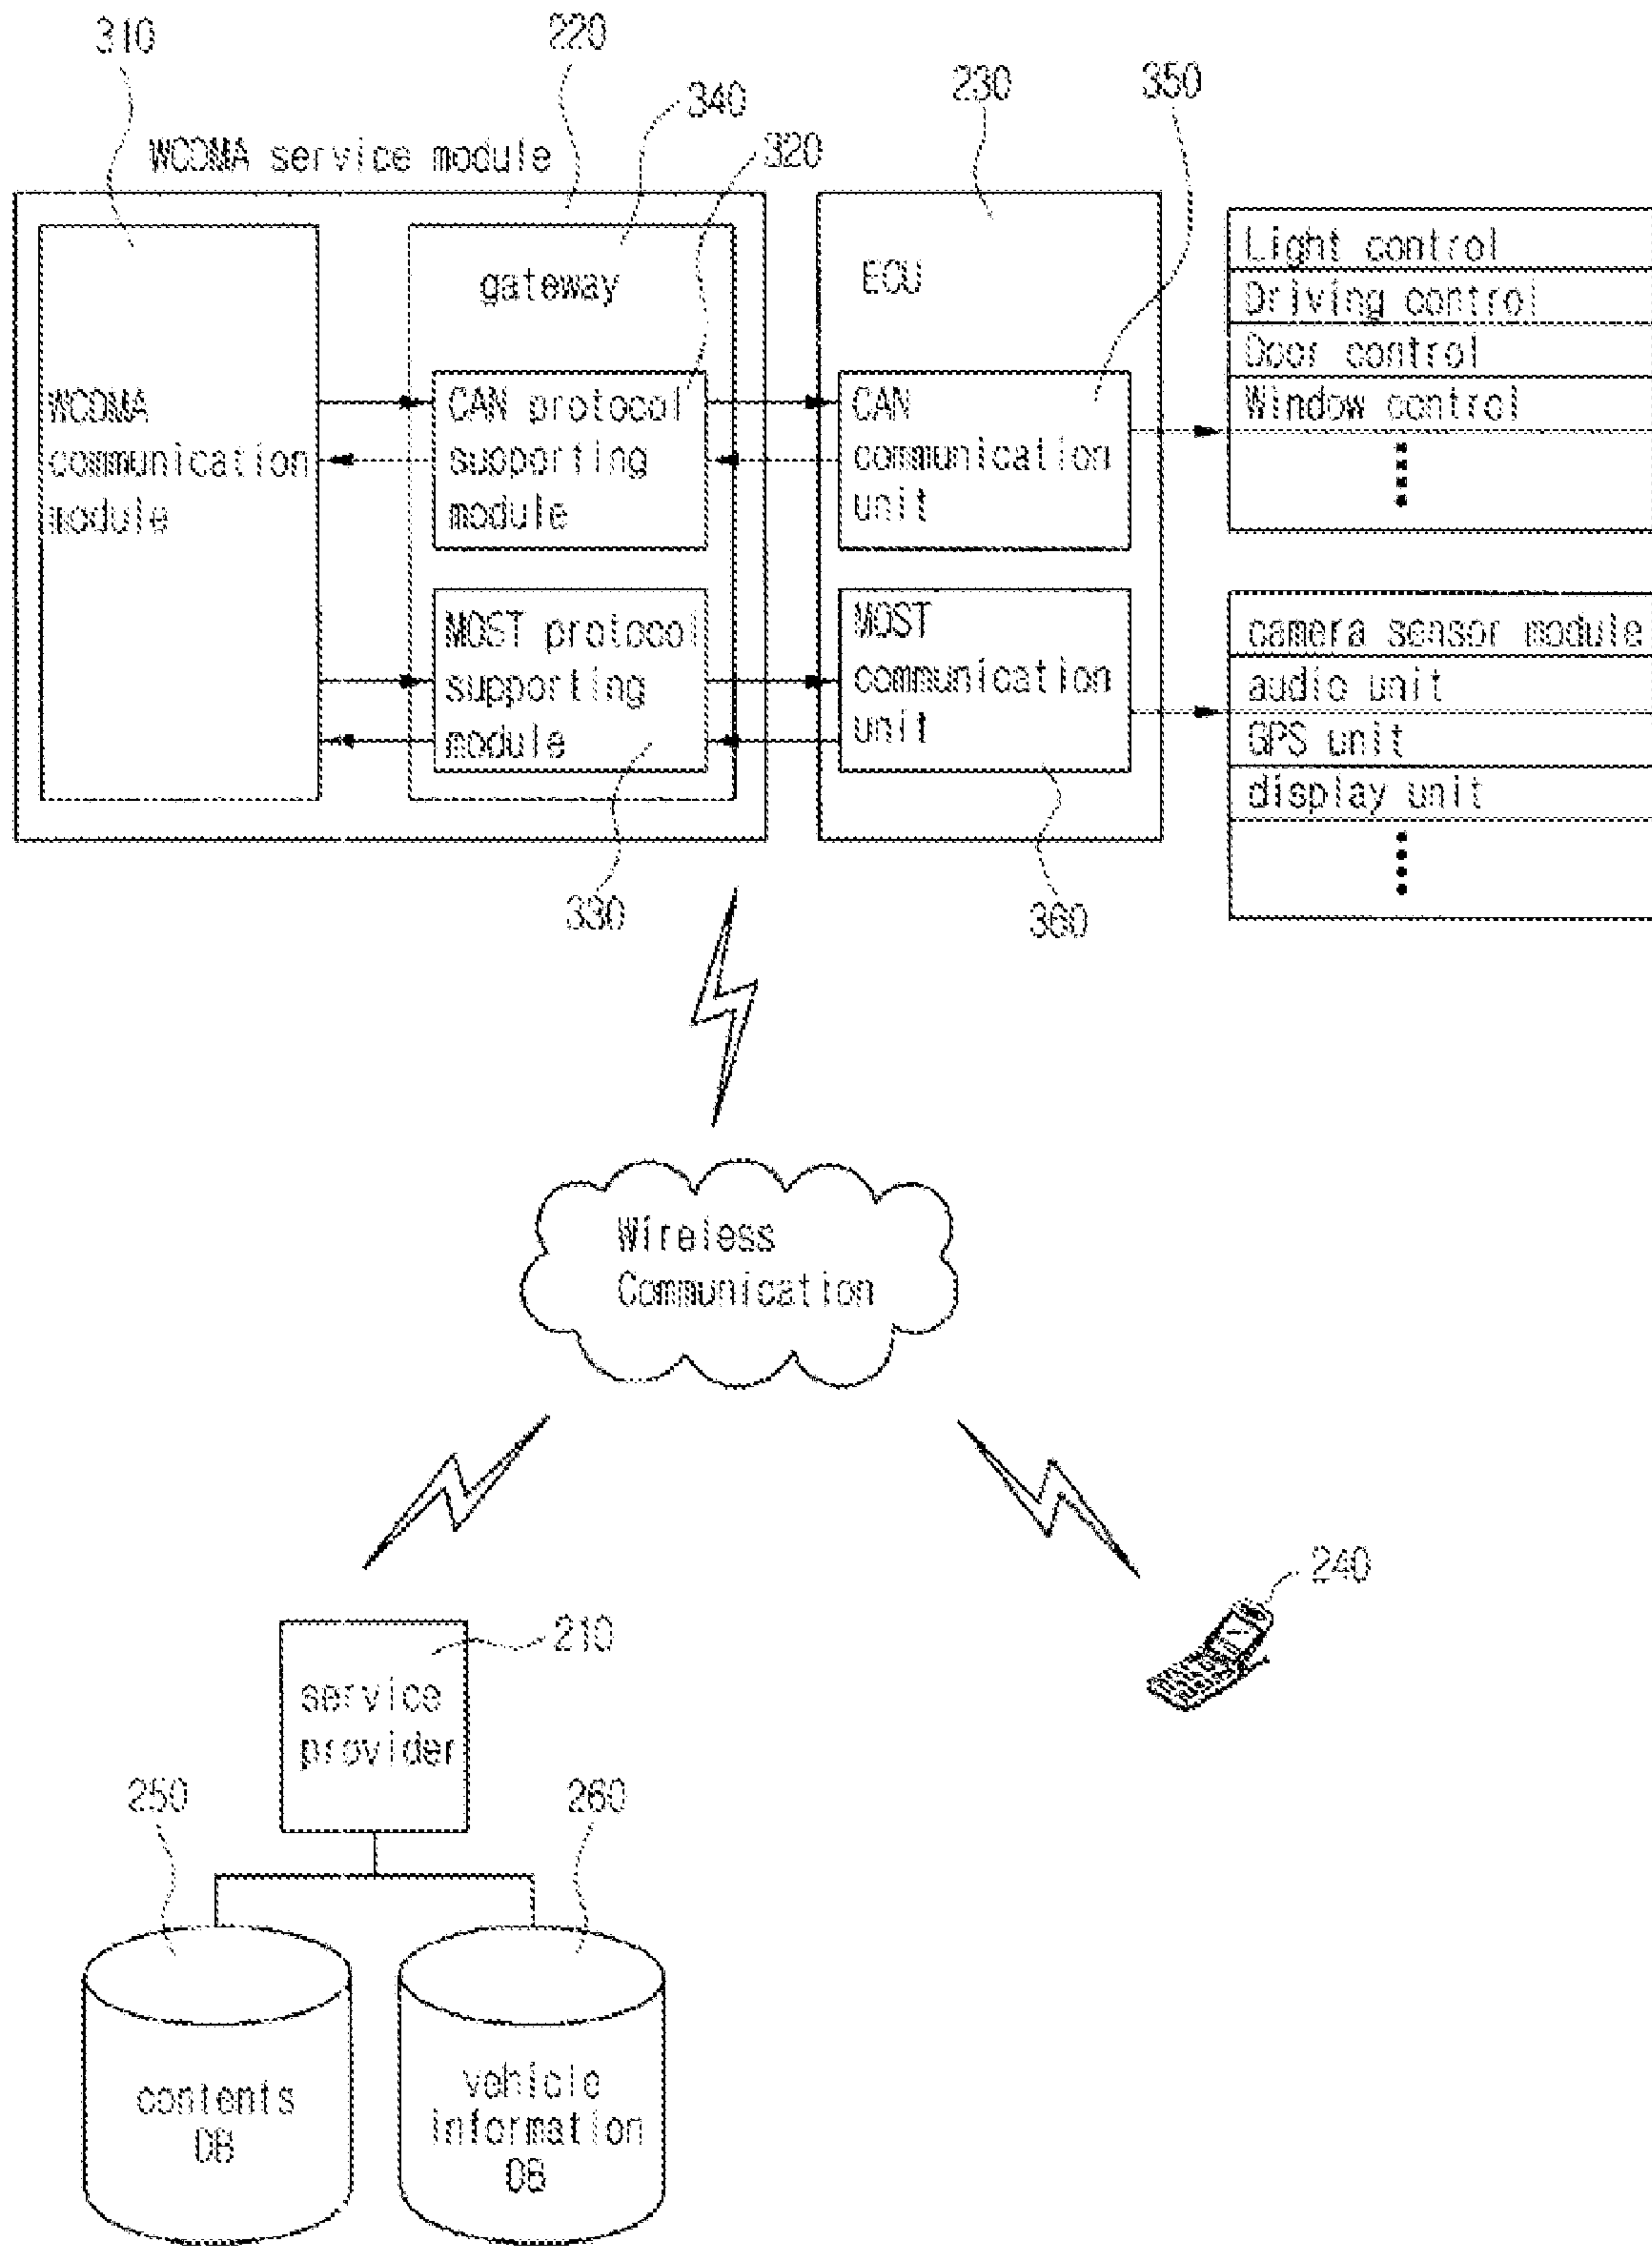 310
220
340
230
350
WCDMA service module
320
gateway
ECU
Light control
Driving control
Door control
Window control
WCDMA
communication
module
CAN protocol
supporting
module
CAN
communication
unit
MOST protocol
supporting
module
MOST
communication
unit
camera sensor module
audio unit
GPS unit
display unit
330
360
Wireless
Communication
240
210
service
provider
250
260
contents
DB
vehicle
information
DB